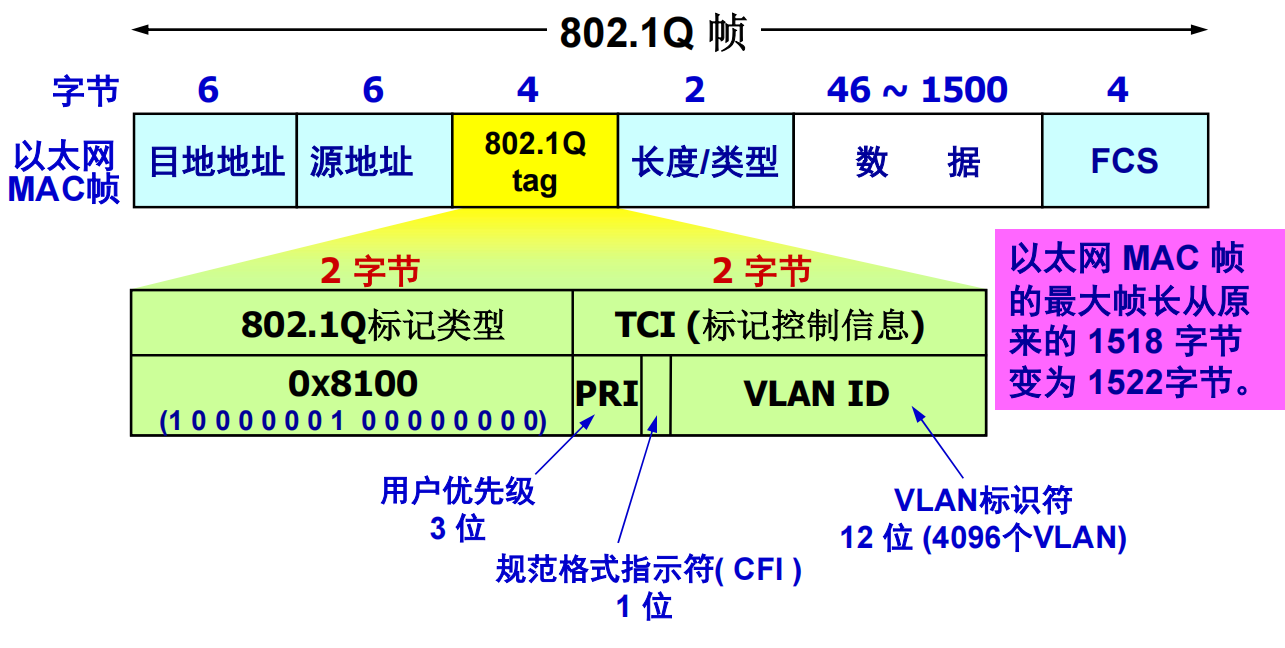 802.1Q 帧
字节 6 6 4 2 46 ~ 1500 4
以太网
MAC帧
目地地址 源地址 802.1Q
tag
长度/类型 数 据 FCS
2 字节 2 字节
802.1Q标记类型 TCI (标记控制信息)
0x8100
(1 0 0 0 0 0 0 1 0 0 0 0 0 0 0 0)
PRI VLAN ID
以太网 MAC 帧
的最大帧长从原
来的 1518 字节
变为 1522字节。
用户优先级
3 位
规范格式指示符( CFI )
1 位
VLAN标识符
12 位 (4096个VLAN)